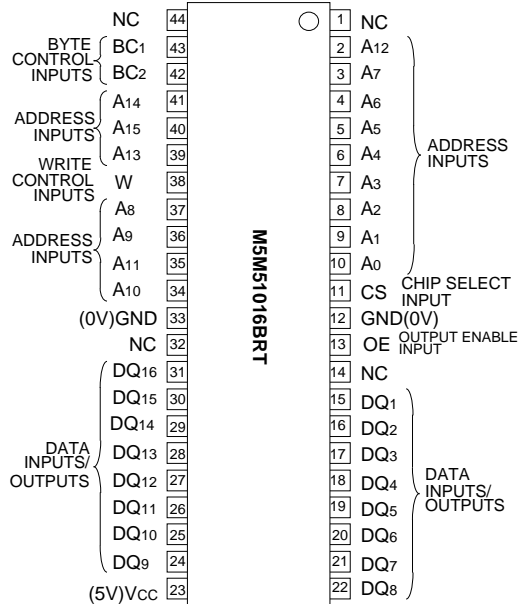 NC 44
BYTE CONTROL INPUTS
BC1 43
BC2 42
ADDRESS INPUTS
A14 41
A15 40
A13 39
WRITE CONTROL INPUTS
W 38
ADDRESS INPUTS
A8 37
A9 36
A11 35
A10 34
(0V)GND 33
NC 32
DATA INPUTS/ OUTPUTS
DQ16 31
DQ15 30
DQ14 29
DQ13 28
DQ12 27
DQ11 26
DQ10 25
DQ9 24
(5V)VCC 23
M5M51016BRT
1 NC
2 A12
3 A7
4 A6
5 A5
6 A4
7 A3
8 A2
9 A1
10 A0
ADDRESS INPUTS
11 CS CHIP SELECT INPUT
12 GND(0V)
13 OE OUTPUT ENABLE INPUT
14 NC
15 DQ1
16 DQ2
17 DQ3
18 DQ4
19 DQ5
20 DQ6
21 DQ7
22 DQ8
DATA INPUTS/ OUTPUTS